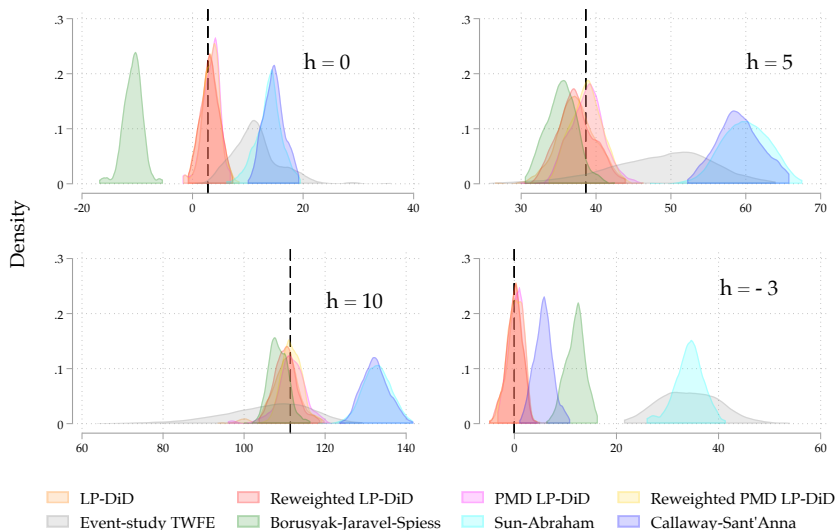 .3 .3
.2 h = 0 .2 h = 5
.1 .1
0 0
-20 0 20 40 30 40 50 60 70
Density
.3 .3
.2 h = 10 .2 h = - 3
.1 .1
0 0
60 80 100 120 140 0 20 40 60
LP-DiD Reweighted LP-DiD PMD LP-DiD Reweighted PMD LP-DiD
Event-study TWFE Borusyak-Jaravel-Spiess Sun-Abraham Callaway-Sant'Anna